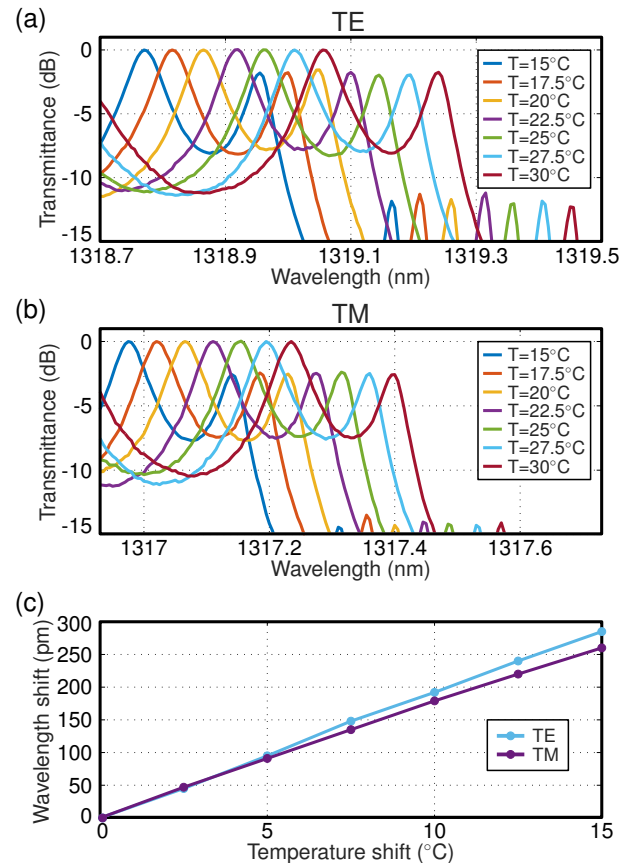 (a)
TE
Transmittance (dB)
0
-5
-10
-15
T=15°C
T=17.5°C
T=20°C
T=22.5°C
T=25°C
T=27.5°C
T=30°C
1318.7 1318.9 1319.1 1319.3 1319.5
Wavelength (nm)
(b)
TM
Transmittance (dB)
0
-5
-10
-15
T=15°C
T=17.5°C
T=20°C
T=22.5°C
T=25°C
T=27.5°C
T=30°C
1317 1317.2 1317.4 1317.6
Wavelength (nm)
(c)
Wavelength shift (pm)
300
250
200
150
100
50
0
TE
TM
0 5 10 15
Temperature shift (°C)